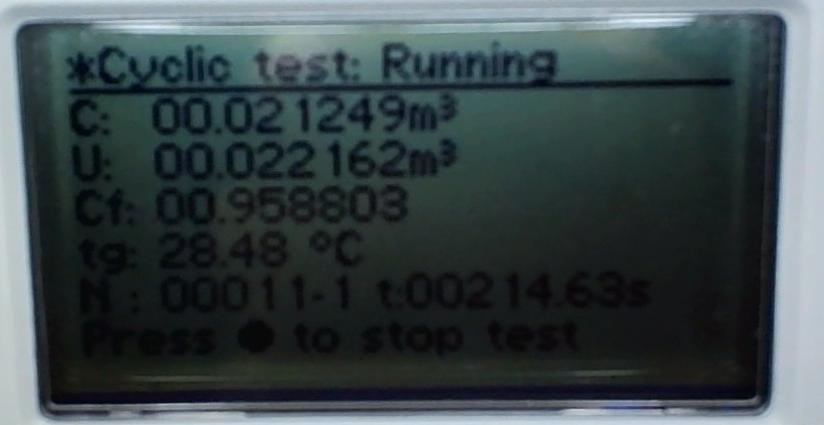 *Cyclic test: Running
C: 00.021249m³
U: 00.022162m³
Cf: 00.958803
tg: 28.48 °C
N : 00011-1 t:00214.63s
Press ● to stop test